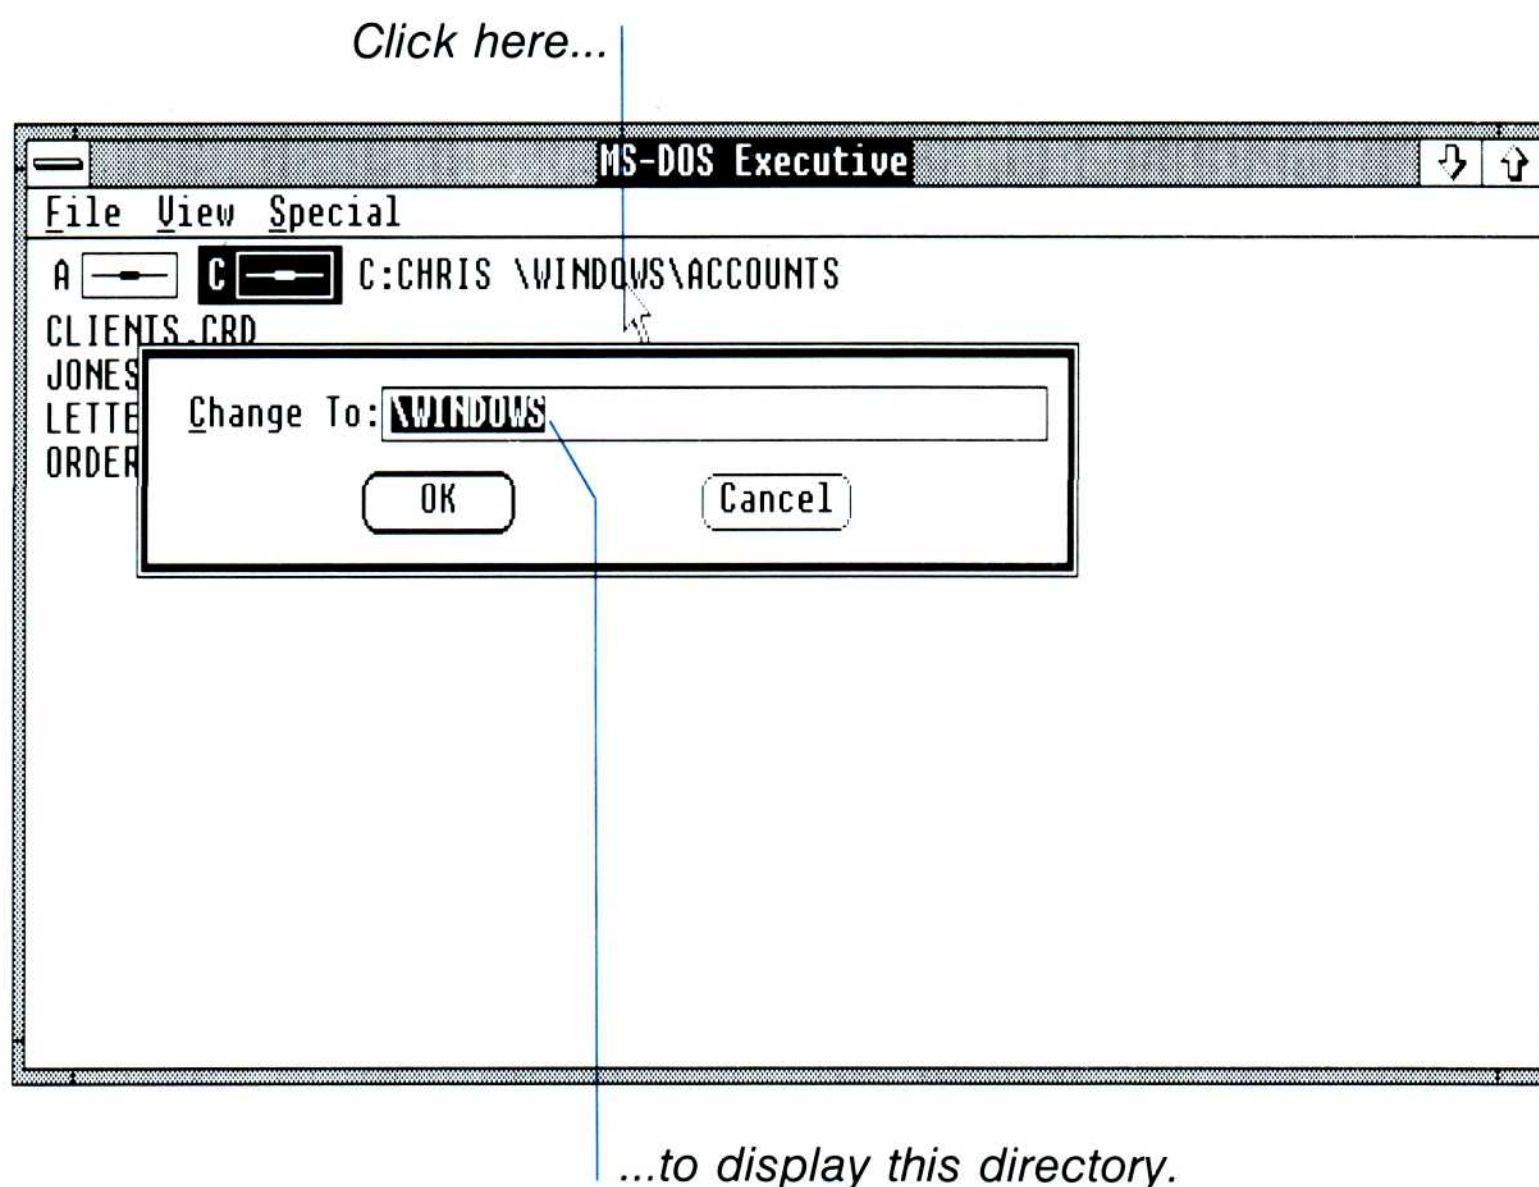 Click here...
MS-DOS Executive
File View Special
A C C:CHRIS \WINDOWS\ACCOUNTS
CLIENTS.CRD
JONES
LETTE
ORDER
Change To: \WINDOWS
OK Cancel
...to display this directory.